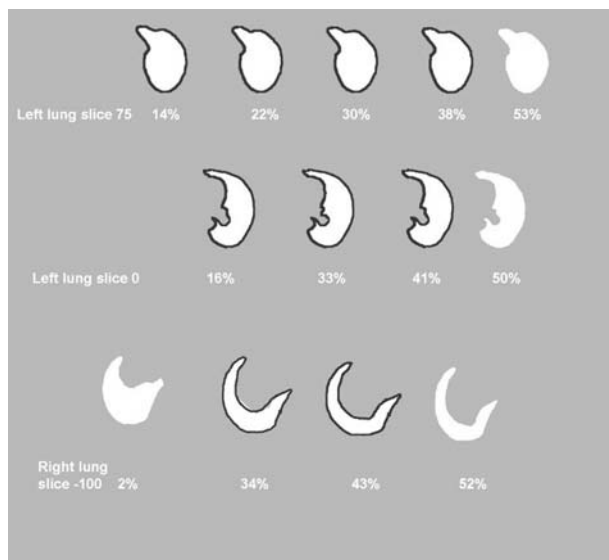 Left lung slice 75 14% 22% 30% 38% 53%
Left lung slice 0 16% 33% 41% 50%
Right lung
slice -100 2% 34% 43% 52%